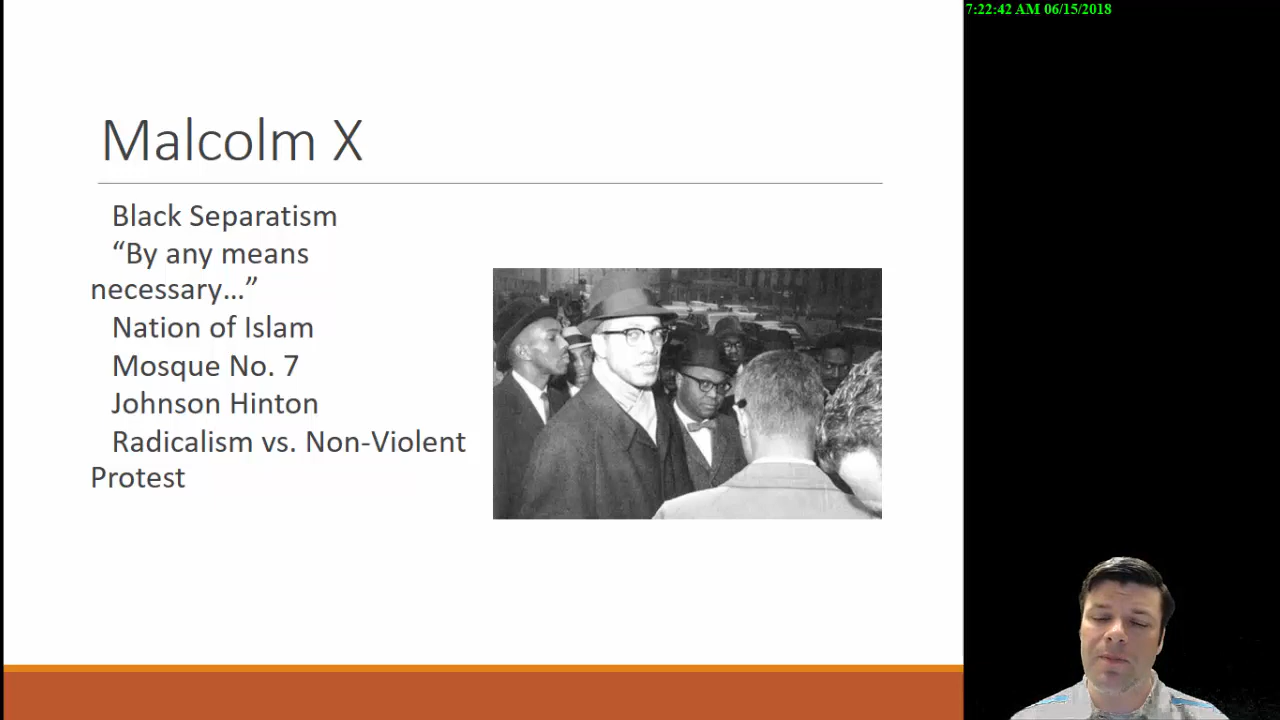 7:22:42 AM 06/15/2018
Malcolm X
Black Separatism
“By any means
necessary…”
Nation of Islam
Mosque No. 7
Johnson Hinton
Radicalism vs. Non-Violent
Protest